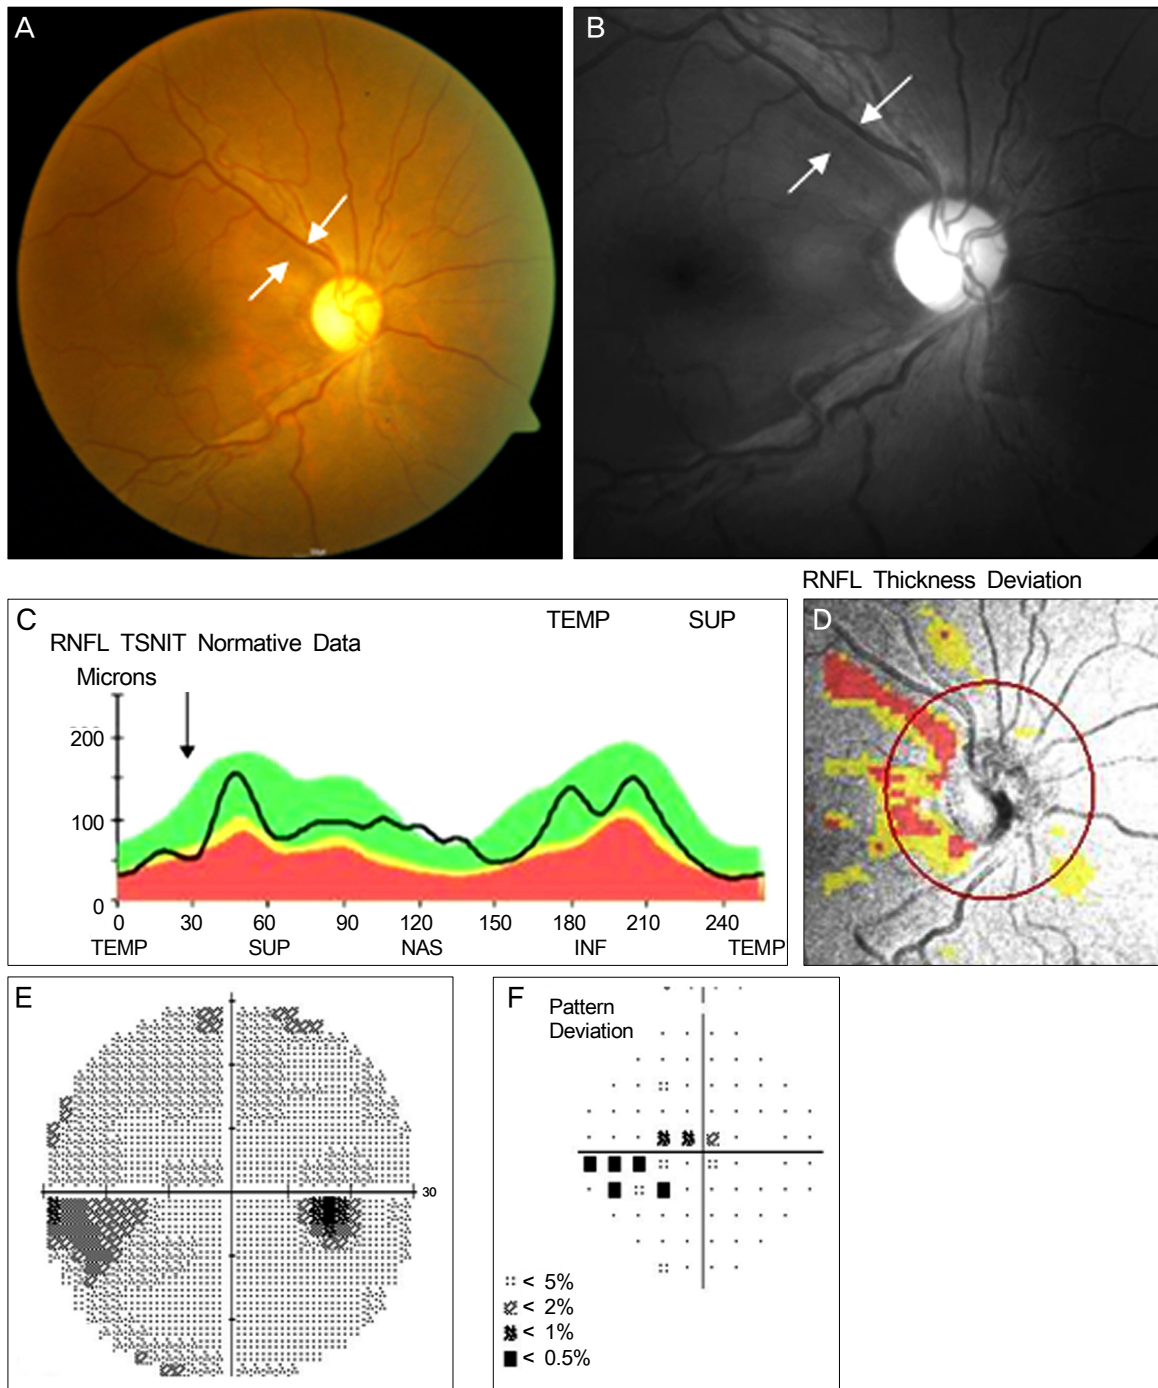 A
B
RNFL Thickness Deviation
C
TEMP SUP
RNFL TSNIT Normative Data
Microns
200
100
0
0 30 60 90 120 150 180 210 240
TEMP SUP NAS INF TEMP
D
E
30
F
Pattern
Deviation
< 5%
< 2%
< 1%
< 0.5%